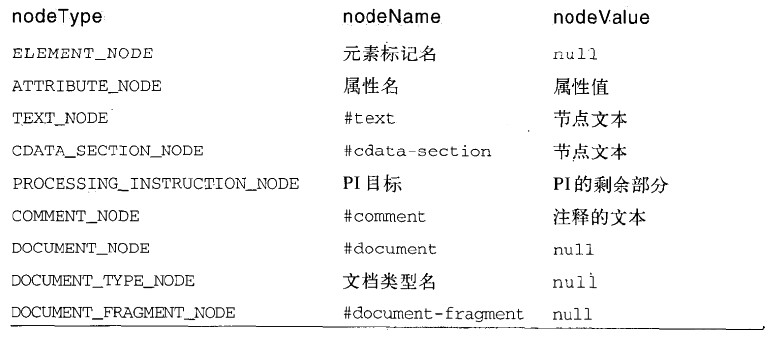 nodeType nodeName nodeValue
ELEMENT_NODE 元素标记名 null
ATTRIBUTE_NODE 属性名 属性值
TEXT_NODE #text 节点文本
CDATA_SECTION_NODE #cdata-section 节点文本
PROCESSING_INSTRUCTION_NODE PI目标 PI的剩余部分
COMMENT_NODE #comment 注释的文本
DOCUMENT_NODE #document null
DOCUMENT_TYPE_NODE 文档类型名 null
DOCUMENT_FRAGMENT_NODE #document-fragment null